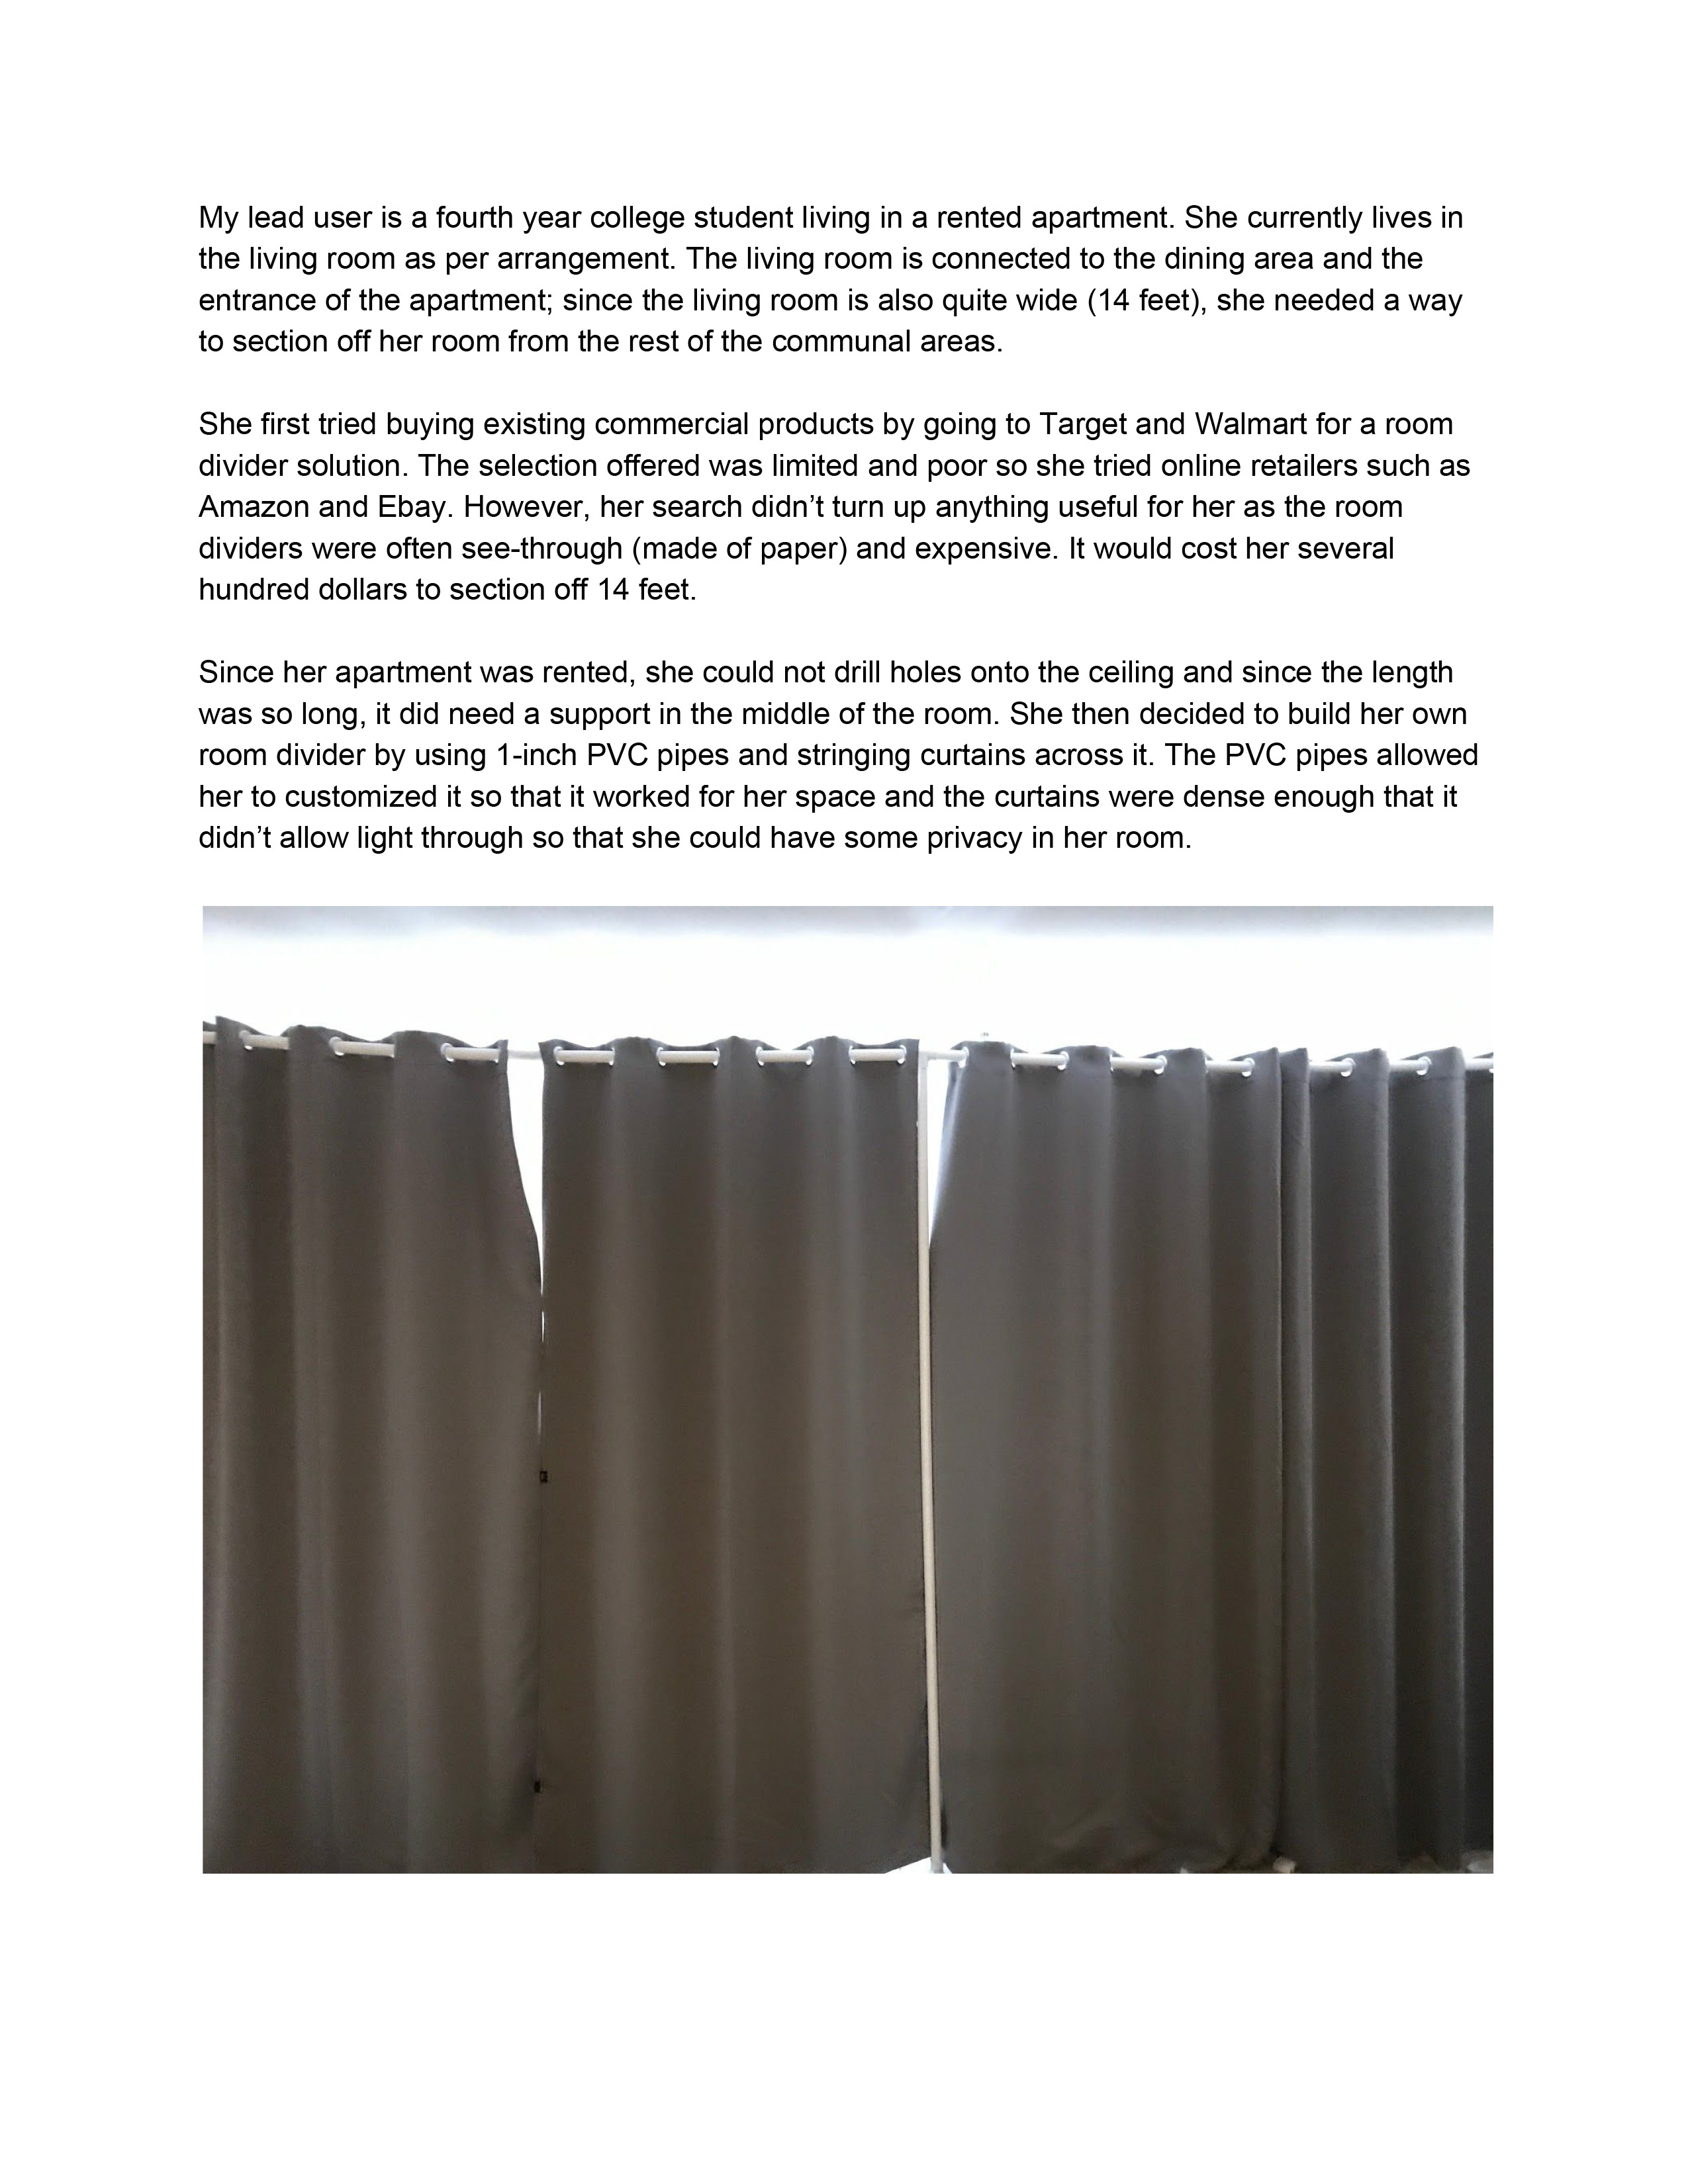 My lead user is a fourth year college student living in a rented apartment. She currently lives in
the living room as per arrangement. The living room is connected to the dining area and the
entrance of the apartment; since the living room is also quite wide (14 feet), she needed a way
to section off her room from the rest of the communal areas.
She first tried buying existing commercial products by going to Target and Walmart for a room
divider solution. The selection offered was limited and poor so she tried online retailers such as
Amazon and Ebay. However, her search didn’t turn up anything useful for her as the room
dividers were often see-through (made of paper) and expensive. It would cost her several
hundred dollars to section off 14 feet.
Since her apartment was rented, she could not drill holes onto the ceiling and since the length
was so long, it did need a support in the middle of the room. She then decided to build her own
room divider by using 1-inch PVC pipes and stringing curtains across it. The PVC pipes allowed
her to customized it so that it worked for her space and the curtains were dense enough that it
didn’t allow light through so that she could have some privacy in her room.